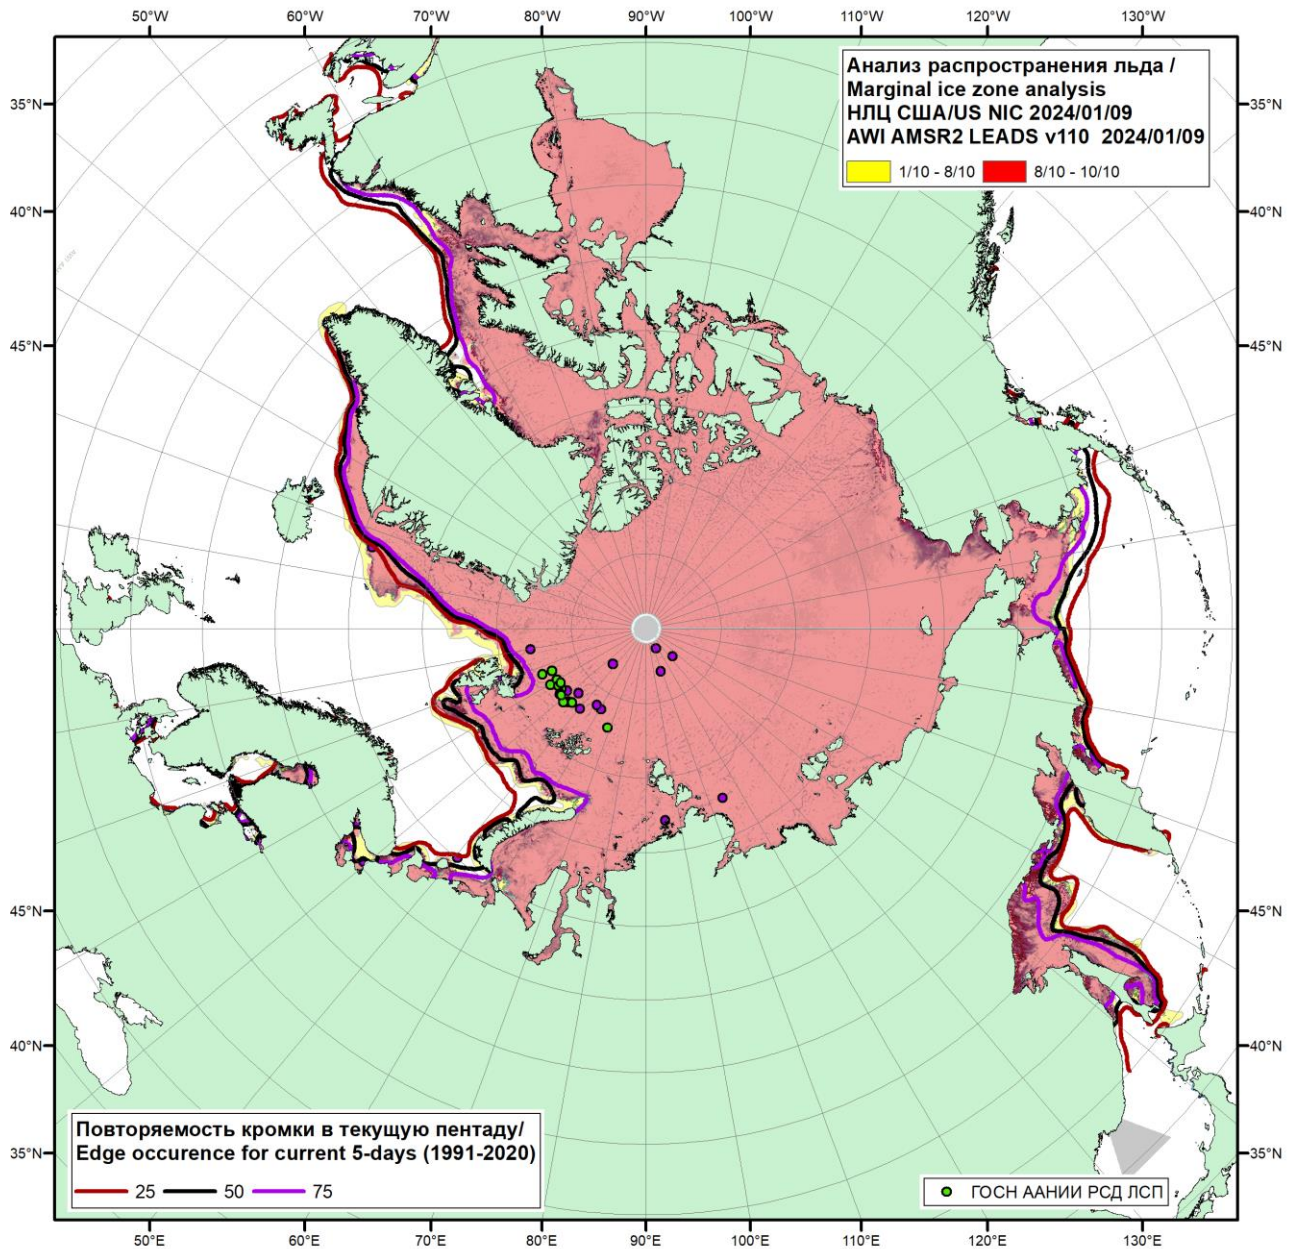 50°W 60°W 70°W 80°W 90°W 100°W 110°W 120°W 130°W
Анализ распространения льда /
Marginal ice zone analysis
НЛЦ США/US NIC 2024/01/09
AWI AMSR2 LEADS v110 2024/01/09
1/10 - 8/10 8/10 - 10/10
35°N 35°N
40°N 40°N
45°N 45°N
45°N 45°N
40°N 40°N
35°N 35°N
Повторяемость кромки в текущую пентаду/
Edge occurence for current 5-days (1991-2020)
25 50 75
ГОСН ААНИИ РСД ЛСП
50°E 60°E 70°E 80°E 90°E 100°E 110°E 120°E 130°E